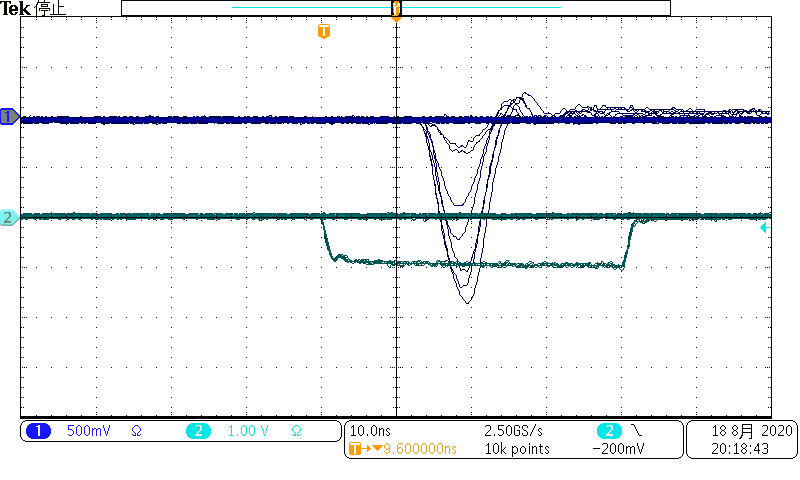 Tek 停止
T
T
1
2
1 500mV Ω 2 1.00 V Ω
10.0ns 2.50GS/s 2
T→▼9.600000ns 10k points −200mV
18 8月 2020
20:18:43